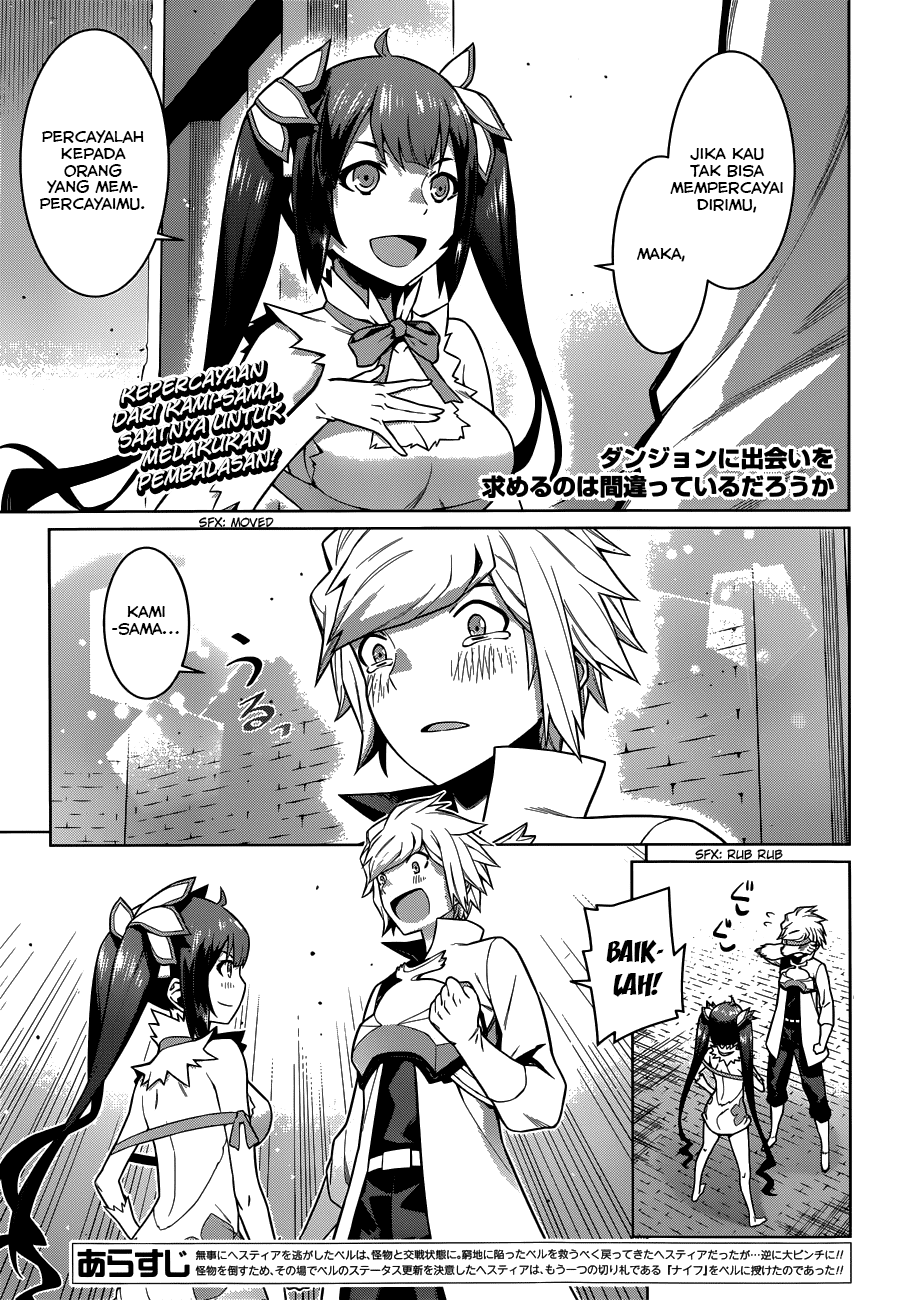 JIKA KAU
TAK BISA
MEMPERCAYAI
DIRIMU,
MAKA,
PERCAYALAH
KEPADA
ORANG
YANG MEM-
PERCAYAIMU.
KEPERCAYAAN
DARI KAMI-SAMA.
SAATNYA UNTUK
MELAKUKAN
PEMBALASAN!
ダンジョンに出会いを
求めるのは間違っているだろうか
SFX: MOVED
KAMI
-SAMA...
うるっ
SFX: RUB RUB
ぐじぐじ
BAIK-
LAH!
あらすじ
無事にヘスティアを逃がしたベルは、怪物と交戦状態に。窮地に陥ったベルを救うべく戻ってきたヘスティアだったが…逆に大ピンチに!!
怪物を倒すため、その場でベルのステータス更新を決意したヘスティアは、もう一つの切り札である『ナイフ』をベルに授けたのであった!!